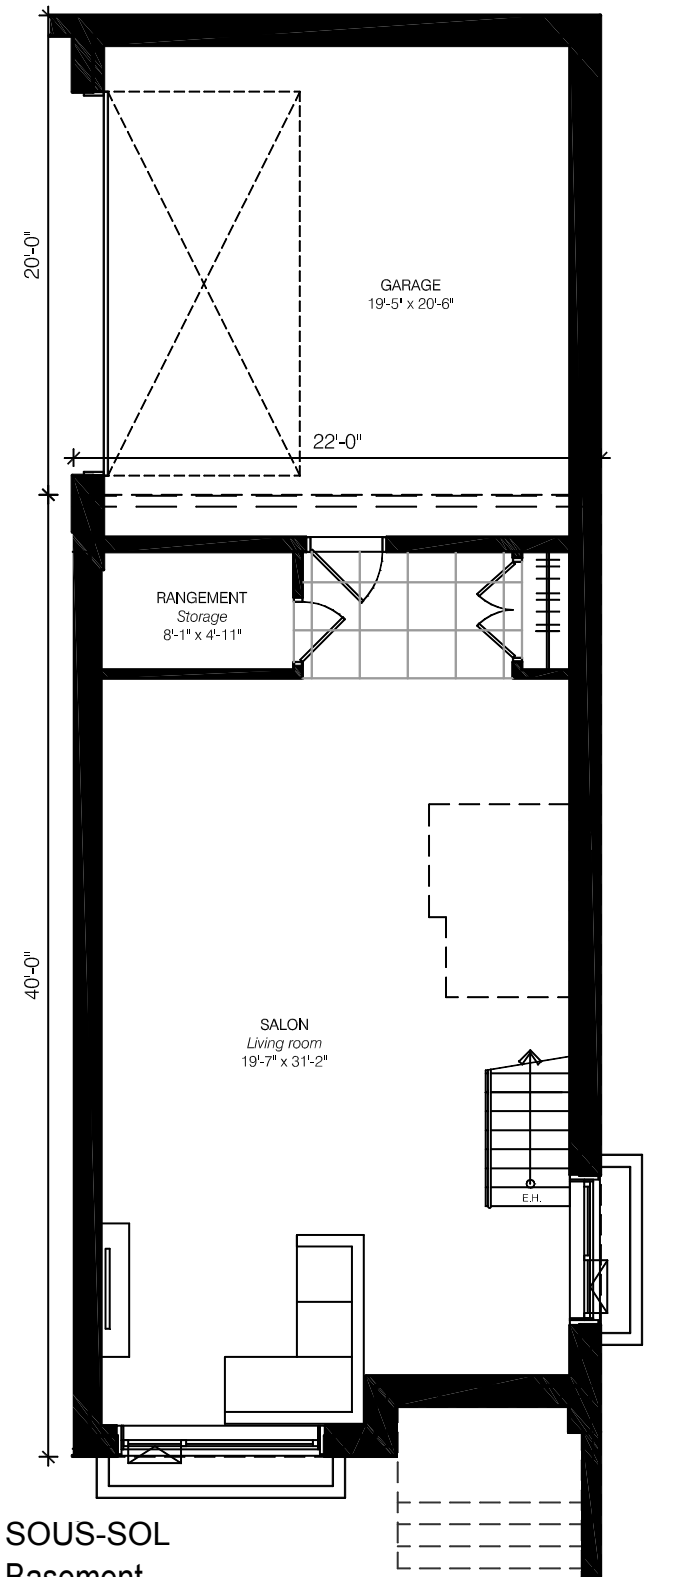 20'-0"
GARAGE
19'-5" x 20'-6"
22'-0"
RANGEMENT
Storage
8'-1" x 4'-11"
40'-0"
SALON
Living room
19'-7" x 31'-2"
E.H.
SOUS-SOL
Basement